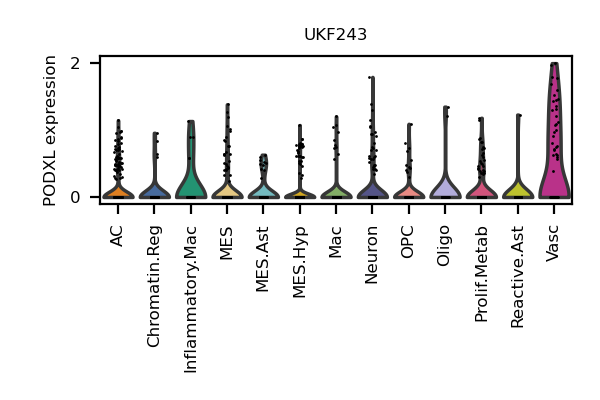 UKF243
PODXL expression
2
0
AC
Chromatin.Reg
Inflammatory.Mac
MES
MES.Ast
MES.Hyp
Mac
Neuron
OPC
Oligo
Prolif.Metab
Reactive.Ast
Vasc